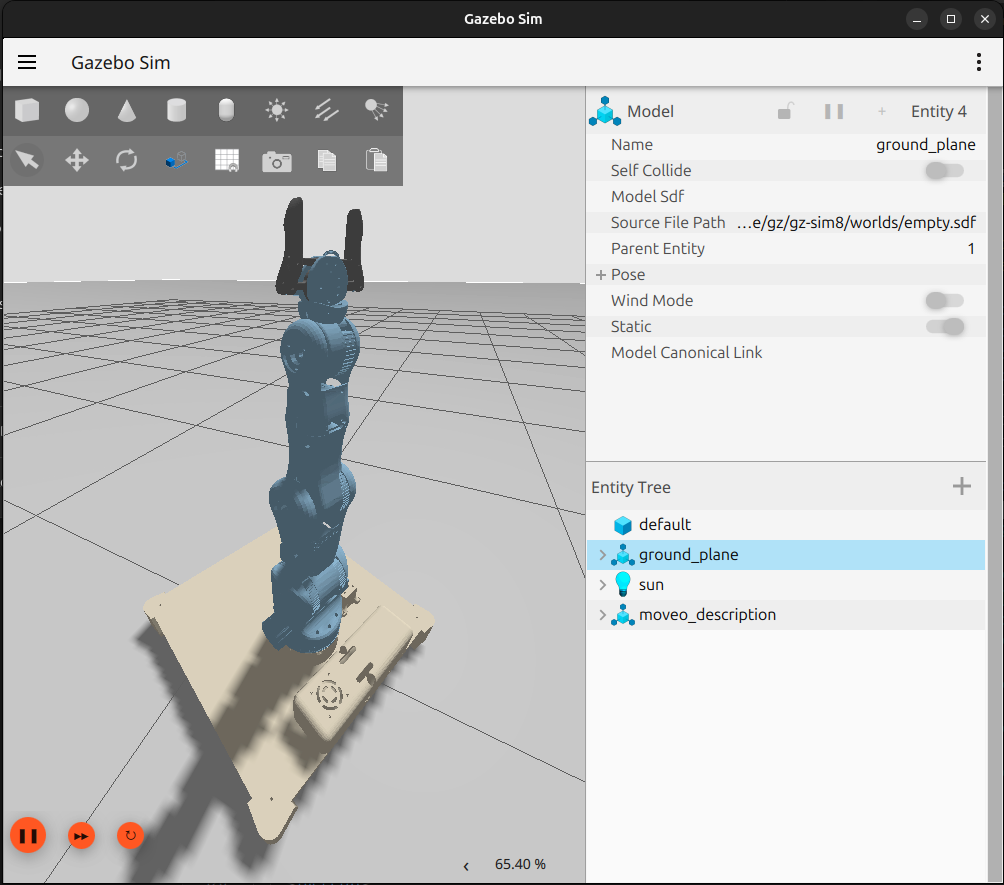 Gazebo Sim
Gazebo Sim
Model
Entity 4
Name ground_plane
Self Collide
Model Sdf
Source File Path …e/gz/gz-sim8/worlds/empty.sdf
Parent Entity 1
Pose
Wind Mode
Static
Model Canonical Link
Entity Tree
default
ground_plane
sun
moveo_description
65.40 %